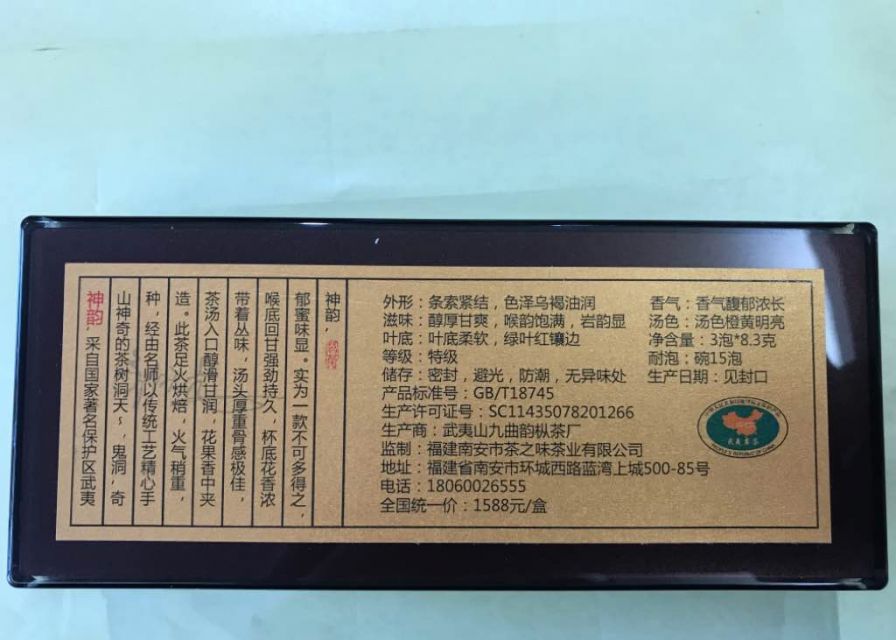 神韵，采自国家著名保护区武夷
山神奇的茶树洞天～，鬼洞，奇
种，经由名师以传统工艺精心手
造。此茶足火烘焙，火气稍重，
茶汤入口醇滑甘润，花果香中夹
带着丛味，汤头厚重骨感极佳，
喉底回甘强劲持久，杯底花香浓
郁蜜味显。实为一款不可多得之，
神韵，
外形：条索紧结，色泽乌褐油润 香气：香气馥郁浓长
滋味：醇厚甘爽，喉韵饱满，岩韵显 汤色：汤色橙黄明亮
叶底：叶底柔软，绿叶红镶边 净含量：3泡*8.3克
等级：特级 耐泡：碗15泡
储存：密封，避光，防潮，无异味处 生产日期：见封口
产品标准号：GB/T18745
生产许可证号：SC11435078201266
生产商：武夷山九曲韵枞茶厂
监制：福建南安市茶之味茶业有限公司
地址：福建省南安市环城西路蓝湾上城500-85号
电话：18060026555
全国统一价：1588元/盒
武夷岩茶
PEOPLE'S REPUBLIC OF CHINA